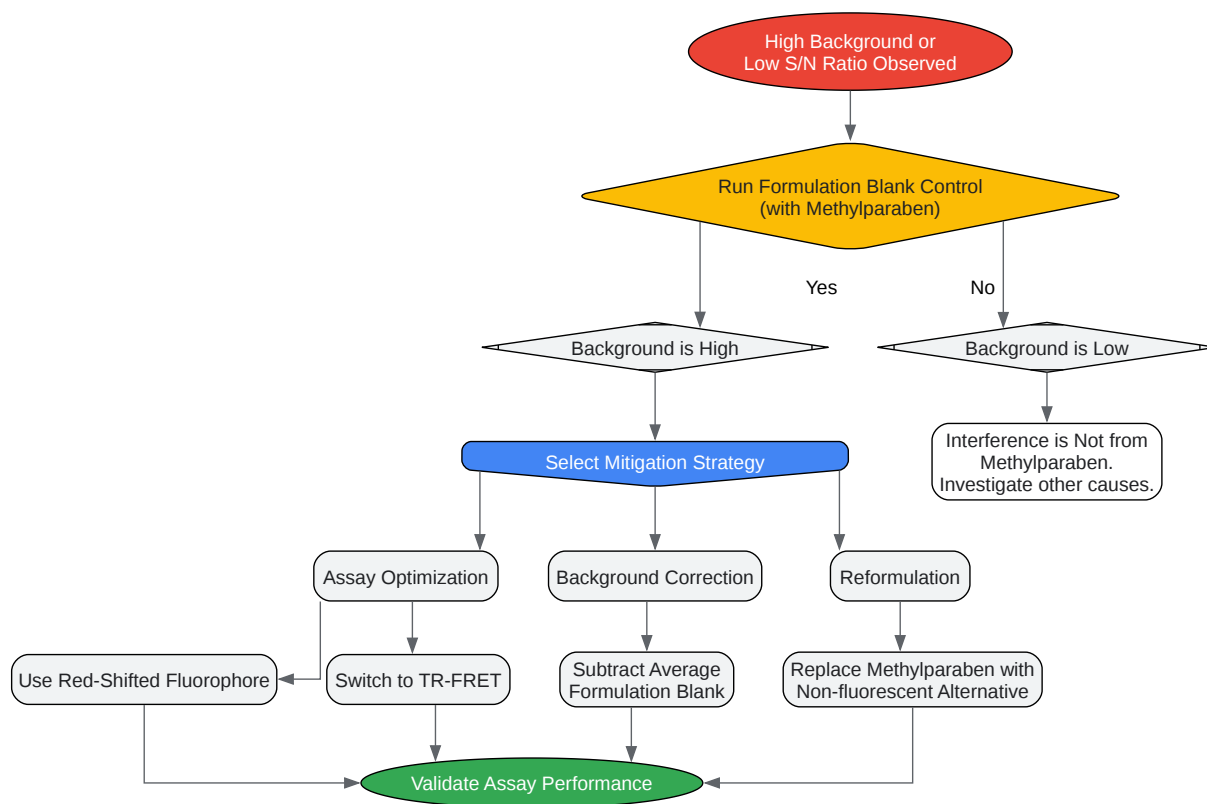 High Background or
Low S/N Ratio Observed
Run Formulation Blank Control
(with Methylparaben)
Yes
No
Background is High
Background is Low
Interference is Not from
Methylparaben.
Investigate other causes.
Select Mitigation Strategy
Assay Optimization
Background Correction
Reformulation
Use Red-Shifted Fluorophore
Switch to TR-FRET
Subtract Average
Formulation Blank
Replace Methylparaben with
Non-fluorescent Alternative
Validate Assay Performance